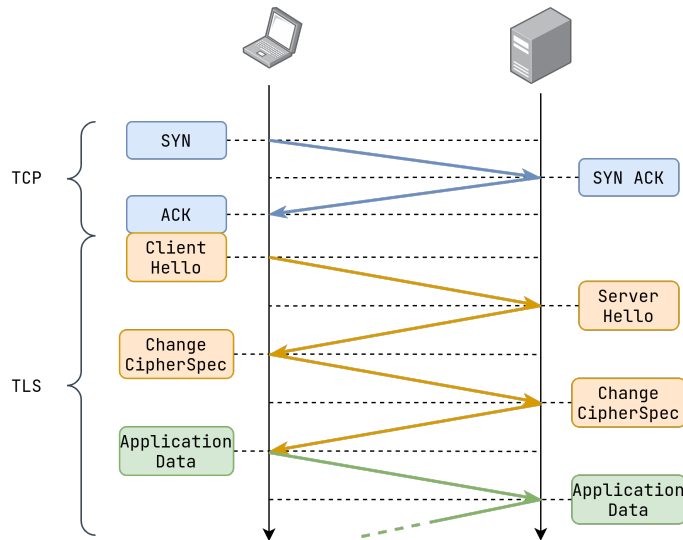 SYN
TCP
SYN ACK
ACK
Client
Hello
Server
Hello
Change
CipherSpec
TLS
Change
CipherSpec
Application
Data
Application
Data